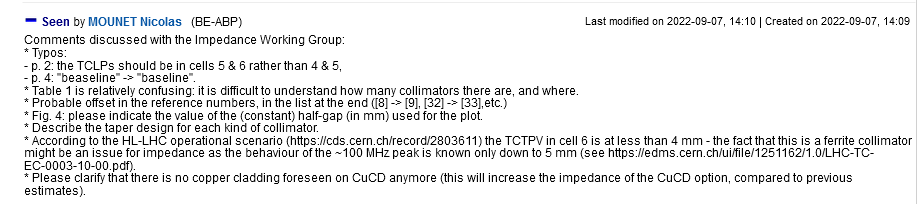 Seen by MOUNET Nicolas (BE-ABP) Last modified on 2022-09-07, 14:10 | Created on 2022-09-07, 14:09
Comments discussed with the Impedance Working Group:
* Typos:
- p. 2: the TCLPs should be in cells 5 & 6 rather than 4 & 5,
- p. 4: "beaseline" -> "baseline".
* Table 1 is relatively confusing: it is difficult to understand how many collimators there are, and where.
* Probable offset in the reference numbers, in the list at the end ([8] -> [9], [32] -> [33],etc.)
* Fig. 4: please indicate the value of the (constant) half-gap (in mm) used for the plot.
* Describe the taper design for each kind of collimator.
* According to the HL-LHC operational scenario (https://cds.cern.ch/record/2803611) the TCTPV in cell 6 is at less than 4 mm - the fact that this is a ferrite collimator
might be an issue for impedance as the behaviour of the ~100 MHz peak is known only down to 5 mm (see https://edms.cern.ch/ui/file/1251162/1.0/LHC-TC-
EC-0003-10-00.pdf).
* Please clarify that there is no copper cladding foreseen on CuCD anymore (this will increase the impedance of the CuCD option, compared to previous
estimates).